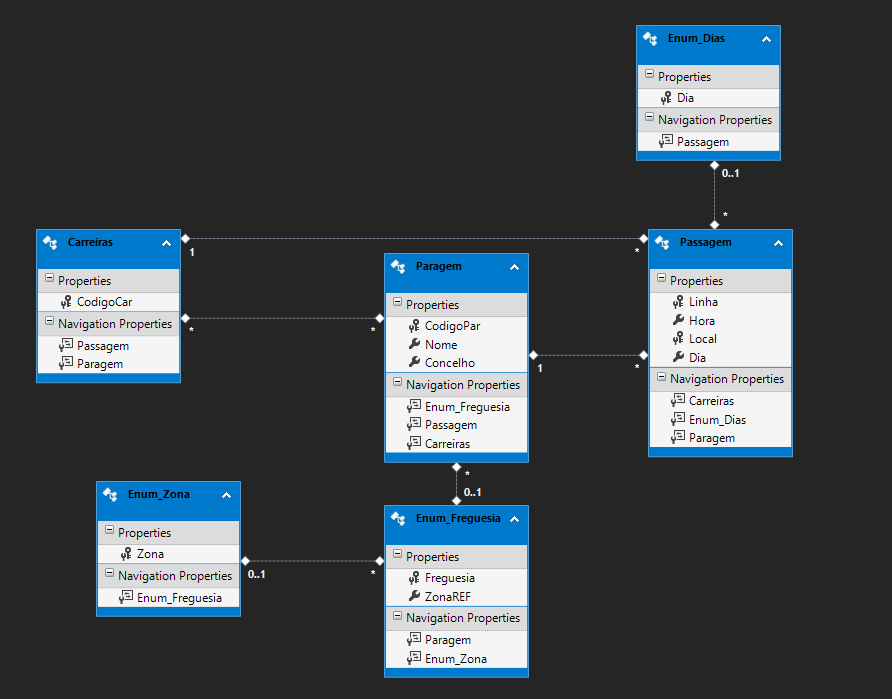 Enum_Dias
Properties
Dia
Navigation Properties
Passagem
0..1
*
Carreiras
Properties
CodigoCar
Navigation Properties
Passagem
Paragem
1
*
*
*
Paragem
Properties
CodigoPar
Nome
Concelho
Navigation Properties
Enum_Freguesia
Passagem
Carreiras
1
*
Passagem
Properties
Linha
Hora
Local
Dia
Navigation Properties
Carreiras
Enum_Dias
Paragem
*
0..1
Enum_Zona
Properties
Zona
Navigation Properties
Enum_Freguesia
0..1
*
Enum_Freguesia
Properties
Freguesia
ZonaREF
Navigation Properties
Paragem
Enum_Zona